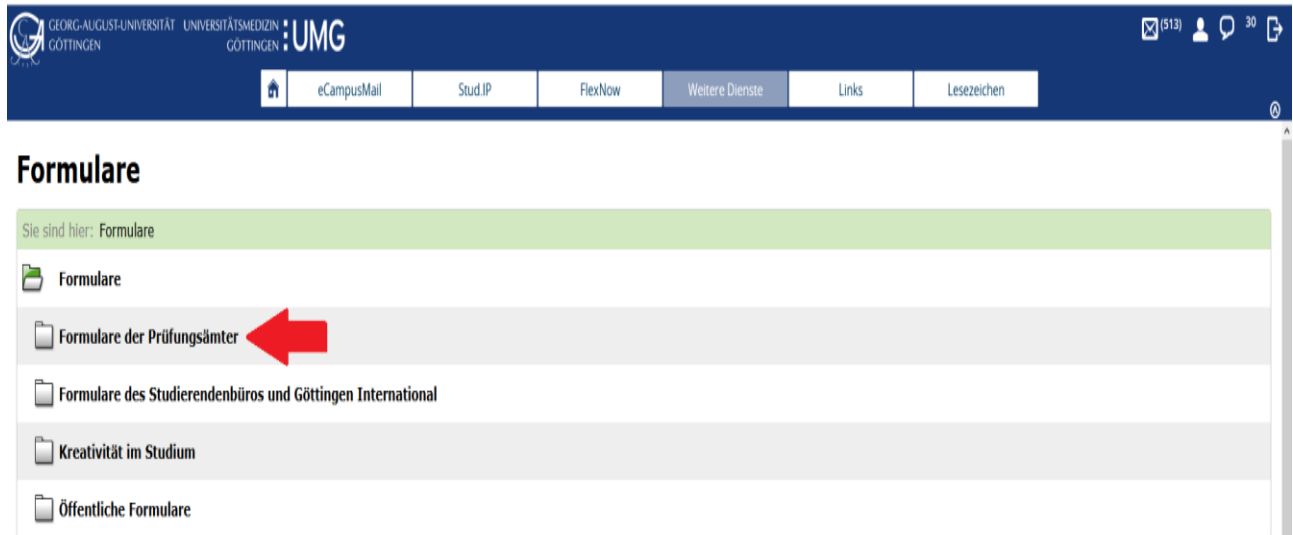 GEORG-AUGUST-UNIVERSITÄT
GÖTTINGEN
UNIVERSITÄTSMEDIZIN
GÖTTINGEN
:UMG
(513)
30
eCampusMail
Stud.IP
FlexNow
Weitere Dienste
Links
Lesezeichen
Formulare
Sie sind hier: Formulare
Formulare
Formulare der Prüfungsämter
Formulare des Studierendenbüros und Göttingen International
Kreativität im Studium
Öffentliche Formulare